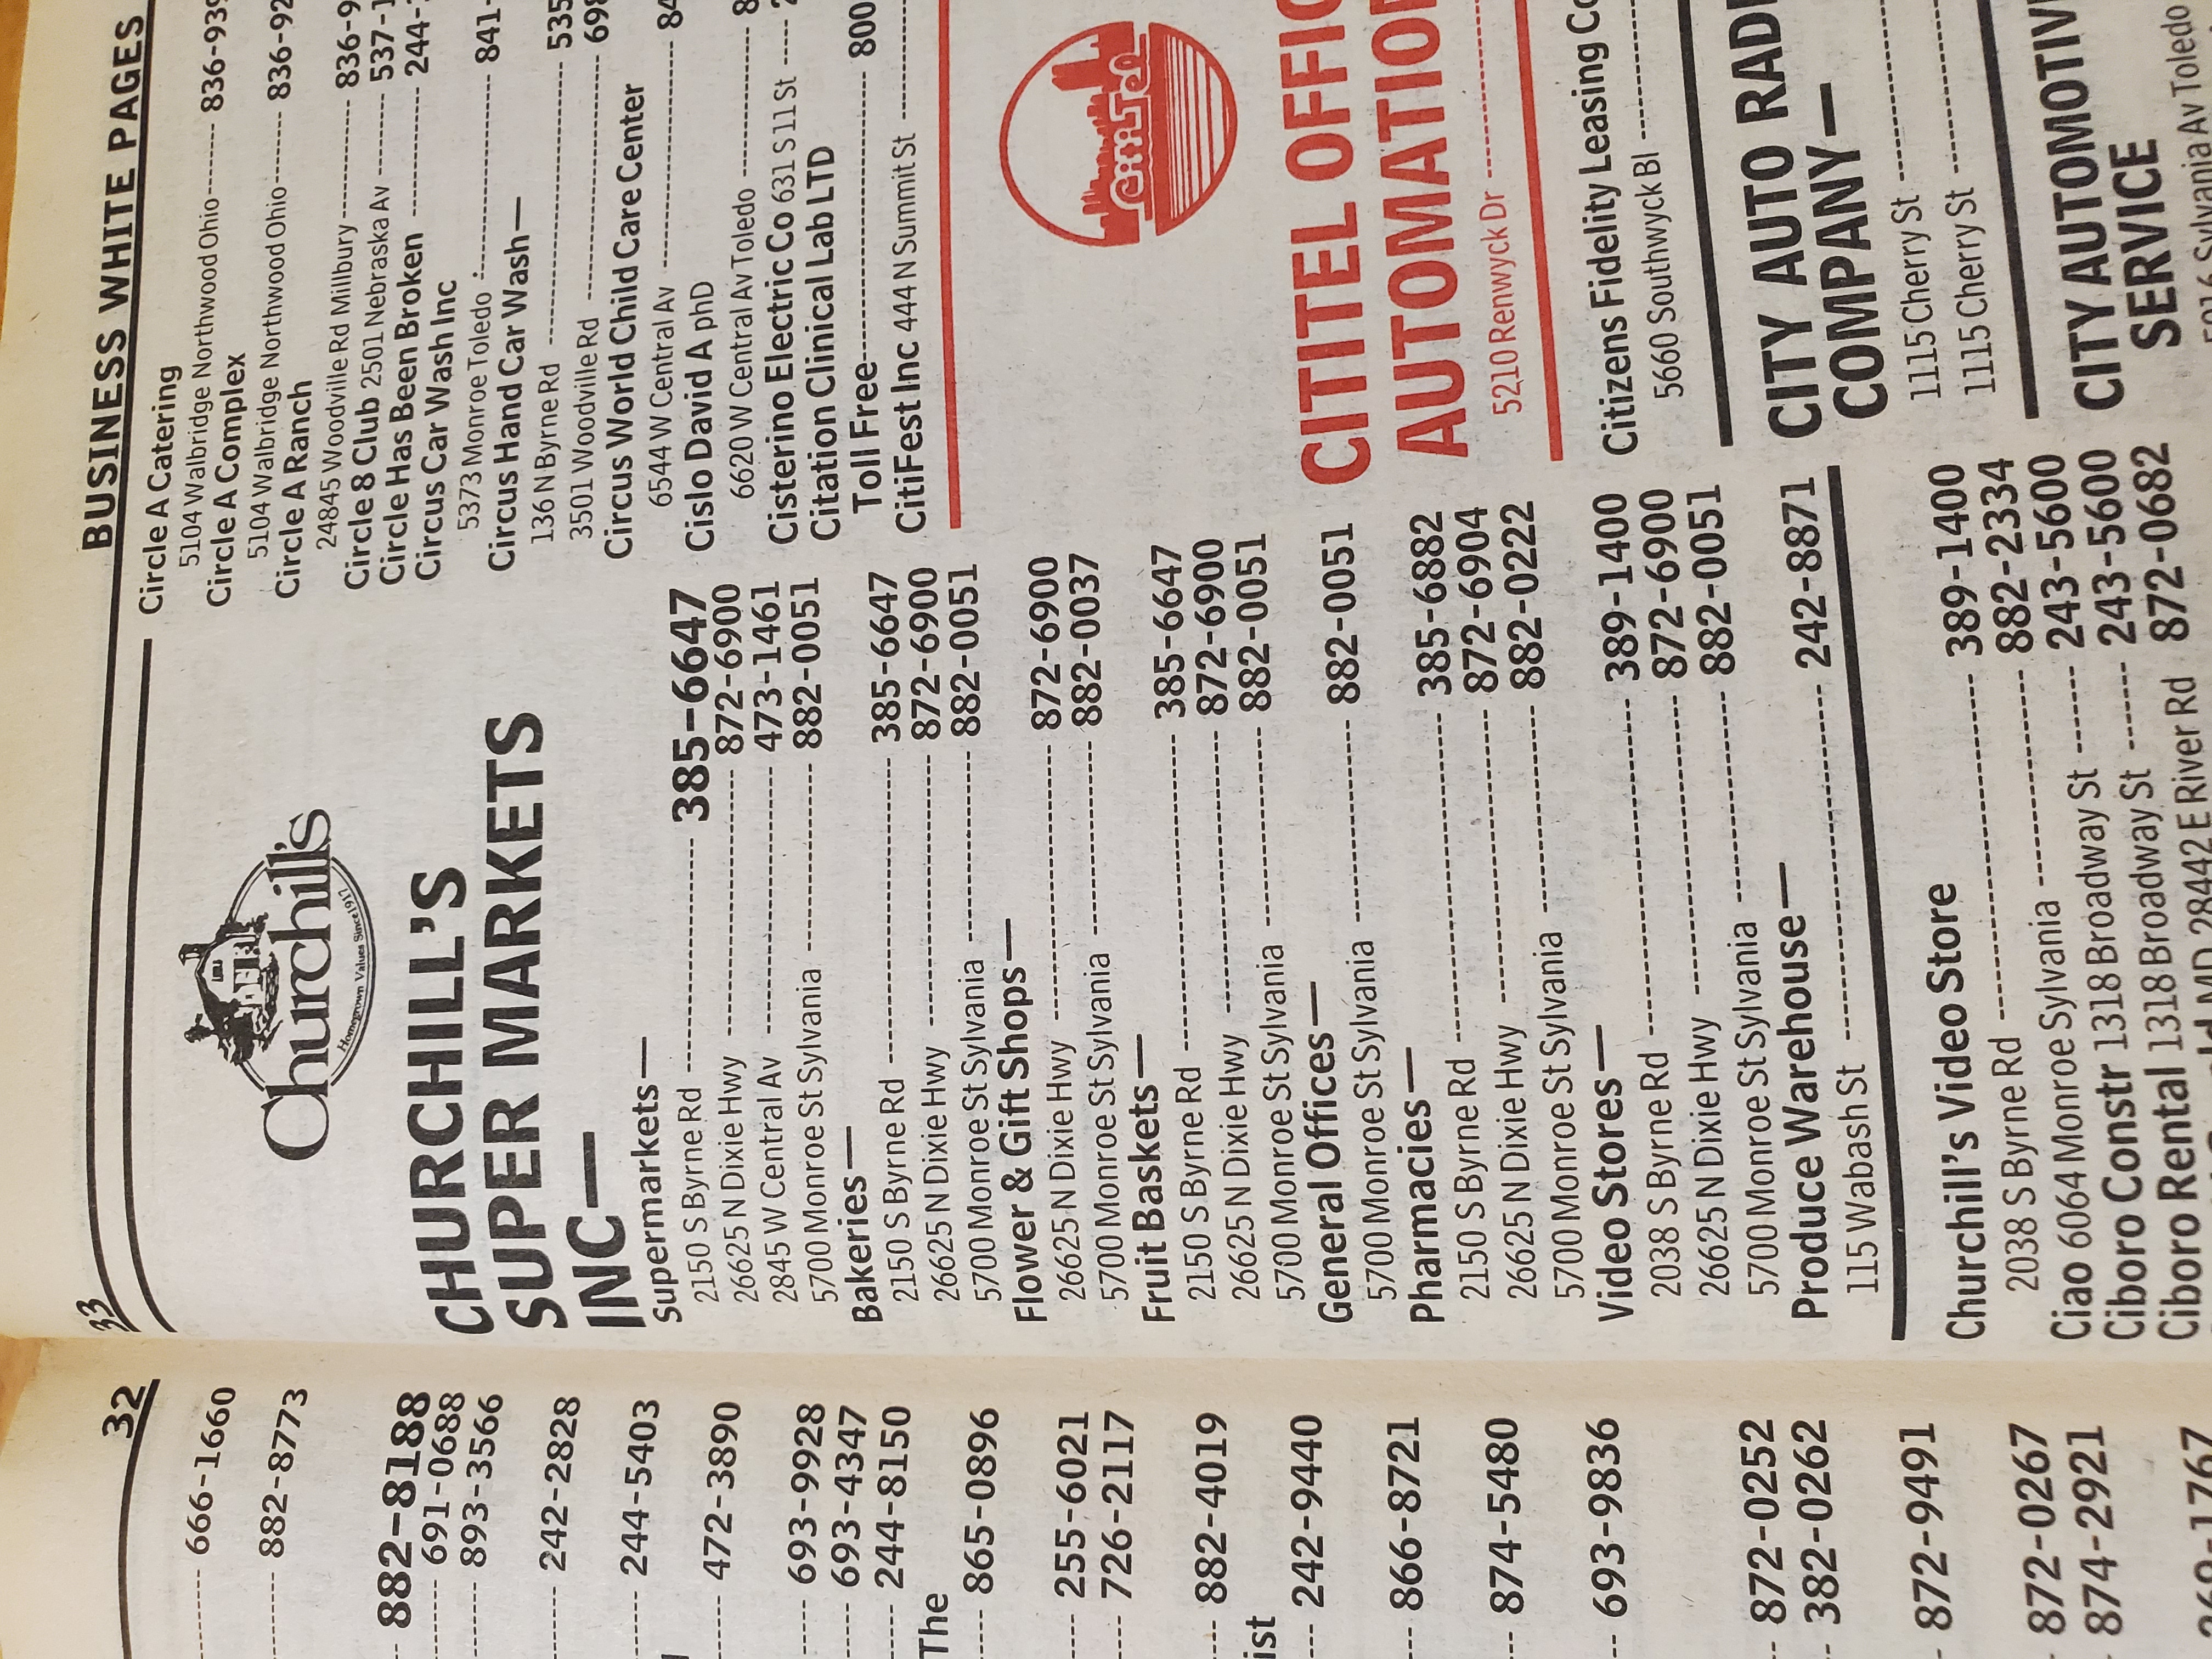 32
666-1660
882-8773
882-8188
691-0688
893-3566
242-2828
244-5403
472-3890
693-9928
693-4347
244-8150
The
865-0896
255-6021
726-2117
882-4019
ist
242-9440
866-8721
874-5480
693-9836
872-0252
382-0262
872-9491
872-0267
874-2921
33
BUSINESS WHITE PAGES
Churchill's
Homegrown Values Since 1917
CHURCHILL'S
SUPER MARKETS
INC—
Supermarkets—
2150 S Byrne Rd 385-6647
26625 N Dixie Hwy 872-6900
2845 W Central Av 473-1461
5700 Monroe St Sylvania 882-0051
Bakeries—
2150 S Byrne Rd 385-6647
26625 N Dixie Hwy 872-6900
5700 Monroe St Sylvania 882-0051
Flower & Gift Shops—
26625 N Dixie Hwy 872-6900
5700 Monroe St Sylvania 882-0037
Fruit Baskets—
2150 S Byrne Rd 385-6647
26625 N Dixie Hwy 872-6900
5700 Monroe St Sylvania 882-0051
General Offices—
5700 Monroe St Sylvania 882-0051
Pharmacies—
2150 S Byrne Rd 385-6882
26625 N Dixie Hwy 872-6904
5700 Monroe St Sylvania 882-0222
Video Stores—
2038 S Byrne Rd 389-1400
26625 N Dixie Hwy 872-6900
5700 Monroe St Sylvania 882-0051
Produce Warehouse—
115 Wabash St 242-8871
Churchill's Video Store
2038 S Byrne Rd 389-1400
Ciao 6064 Monroe Sylvania 882-2334
Ciboro Constr 1318 Broadway St 243-5600
Ciboro Rental 1318 Broadway St 243-5600
MD 28442 E River Rd 872-0682
Circle A Catering
5104 Walbridge Northwood Ohio 836-939
Circle A Complex
5104 Walbridge Northwood Ohio 836-92
Circle A Ranch
24845 Woodville Rd Millbury 836-9
Circle 8 Club 2501 Nebraska Av 537-1
Circle Has Been Broken 244-
Circus Car Wash Inc
5373 Monroe Toledo 841-
Circus Hand Car Wash—
136 N Byrne Rd 535
3501 Woodville Rd 698
Circus World Child Care Center
6544 W Central Av 84
Cislo David A phD
6620 W Central Av Toledo 8
Cisterino Electric Co 631 S 11 St
Citation Clinical Lab LTD
Toll Free 800
CitiFest Inc 444 N Summit St
CitiTel
CITITEL OFFIC
AUTOMATION
5210 Renwyck Dr
Citizens Fidelity Leasing Co
5660 Southwyck Bl
CITY AUTO RADI
COMPANY—
1115 Cherry St
1115 Cherry St
CITY AUTOMOTIV
SERVICE
Sylvania Av Toledo